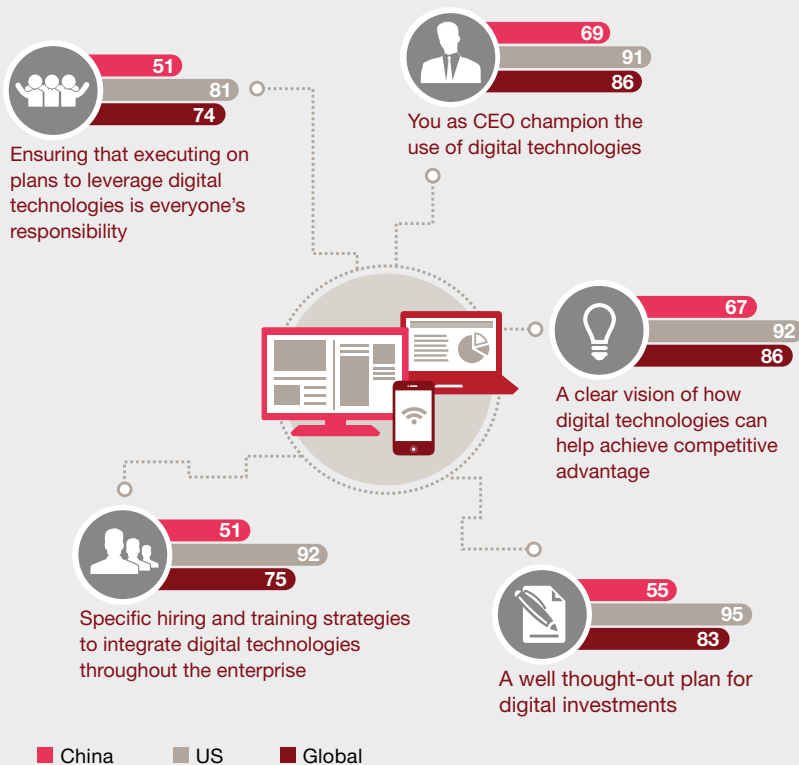 51
81
74
Ensuring that executing on
plans to leverage digital
technologies is everyone's
responsibility
69
91
86
You as CEO champion the
use of digital technologies
67
92
86
A clear vision of how
digital technologies can
help achieve competitive
advantage
51
92
75
Specific hiring and training strategies
to integrate digital technologies
throughout the enterprise
55
95
83
A well thought-out plan for
digital investments
China US Global